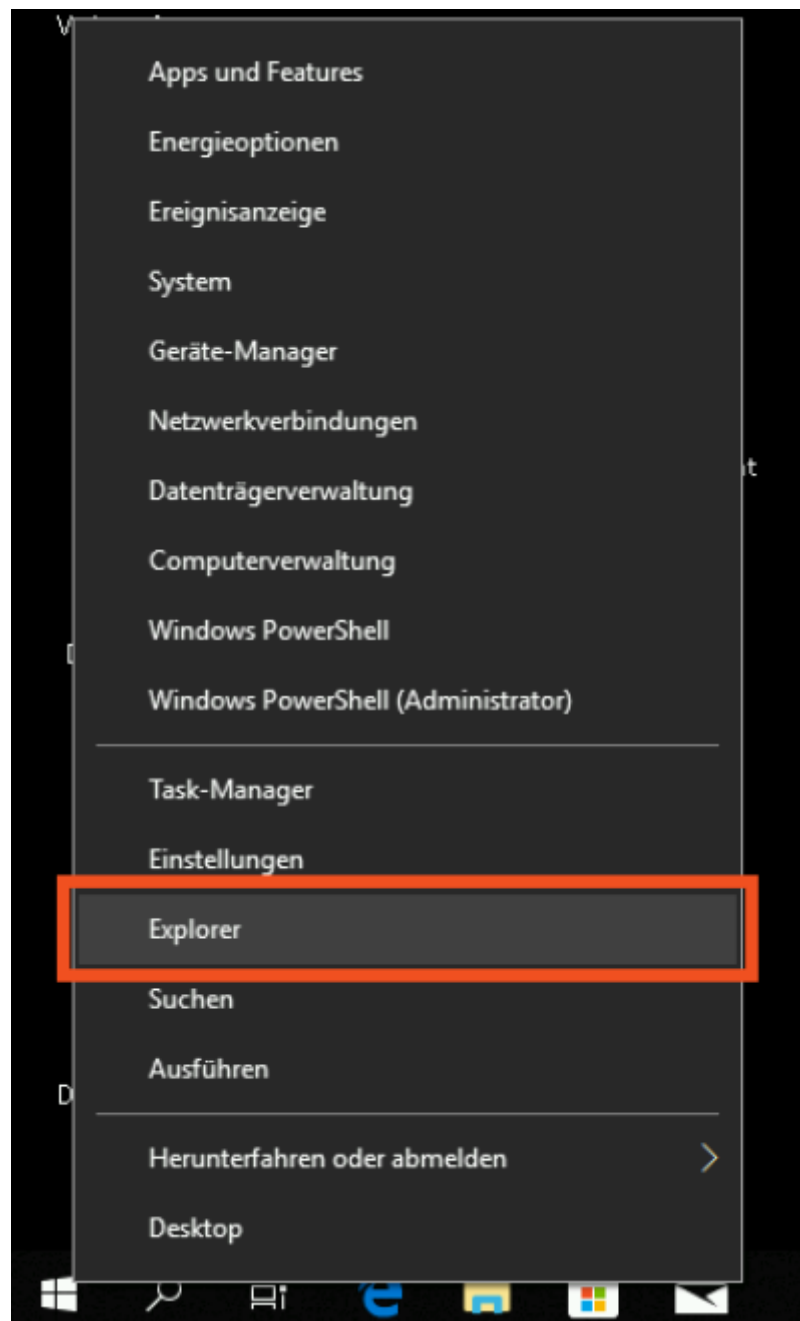 Apps und Features
Energieoptionen
Ereignisanzeige
System
Geräte-Manager
Netzwerkverbindungen
Datenträgerverwaltung
Computerverwaltung
Windows PowerShell
Windows PowerShell (Administrator)
Task-Manager
Einstellungen
Explorer
Suchen
Ausführen
Herunterfahren oder abmelden
Desktop